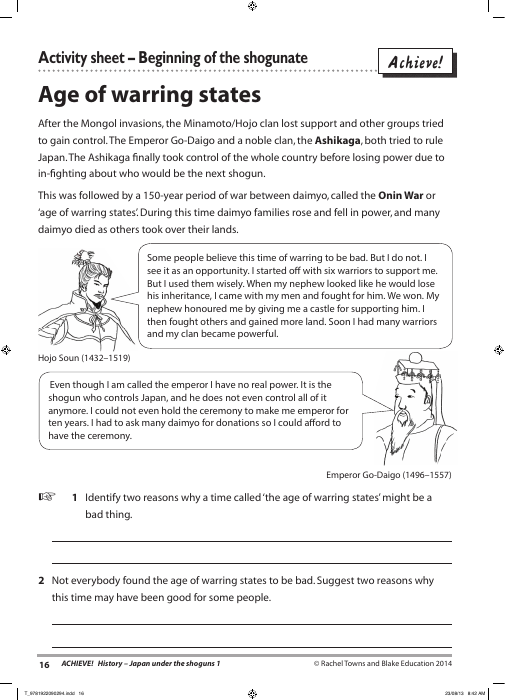 Activity sheet – Beginning of the shogunate
Achieve!
Age of warring states
After the Mongol invasions, the Minamoto/Hojo clan lost support and other groups tried
to gain control. The Emperor Go-Daigo and a noble clan, the Ashikaga, both tried to rule
Japan. The Ashikaga finally took control of the whole country before losing power due to
in-fighting about who would be the next shogun.
This was followed by a 150-year period of war between daimyo, called the Onin War or
‘age of warring states’. During this time daimyo families rose and fell in power, and many
daimyo died as others took over their lands.
Some people believe this time of warring to be bad. But I do not. I
see it as an opportunity. I started off with six warriors to support me.
But I used them wisely. When my nephew looked like he would lose
his inheritance, I came with my men and fought for him. We won. My
nephew honoured me by giving me a castle for supporting him. I
then fought others and gained more land. Soon I had many warriors
and my clan became powerful.
Hojo Soun (1432–1519)
Even though I am called the emperor I have no real power. It is the
shogun who controls Japan, and he does not even control all of it
anymore. I could not even hold the ceremony to make me emperor for
ten years. I had to ask many daimyo for donations so I could afford to
have the ceremony.
Emperor Go-Daigo (1496–1557)
1 Identify two reasons why a time called ‘the age of warring states’ might be a
bad thing.
2 Not everybody found the age of warring states to be bad. Suggest two reasons why
this time may have been good for some people.
16 ACHIEVE! History – Japan under the shoguns 1 © Rachel Towns and Blake Education 2014
T_9781922090294.indd 16 23/08/13 8:42 AM